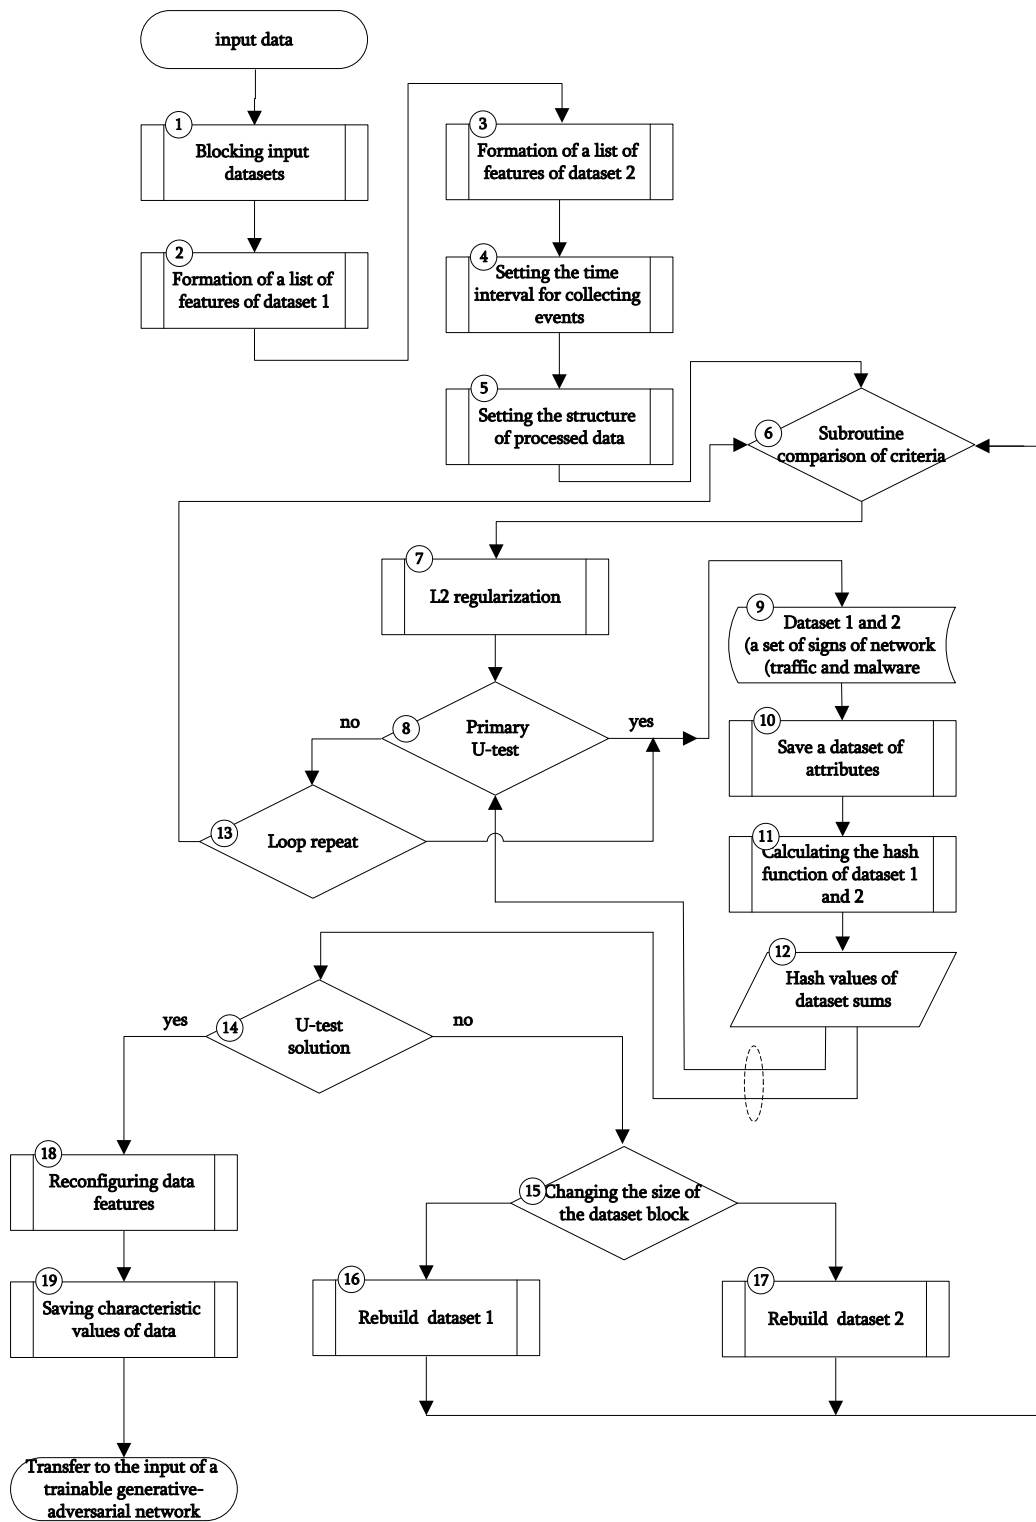 input data
1
Blocking input
datasets
2
Formation of a list of
features of dataset 1
3
Formation of a list of
features of dataset 2
4
Setting the time
interval for collecting
events
5
Setting the structure
of processed data
6
Subroutine
comparison of criteria
7
L2 regularization
8
Primary
U-test
no
yes
9
Dataset 1 and 2
(a set of signs of network
(traffic and malware
10
Save a dataset of
attributes
11
Calculating the hash
function of dataset 1
and 2
12
Hash values of
dataset sums
13
Loop repeat
14
U-test
solution
yes
no
15
Changing the size of
the dataset block
16
Rebuild dataset 1
17
Rebuild dataset 2
18
Reconfiguring data
features
19
Saving characteristic
values of data
Transfer to the input of a
trainable generative-
adversarial network